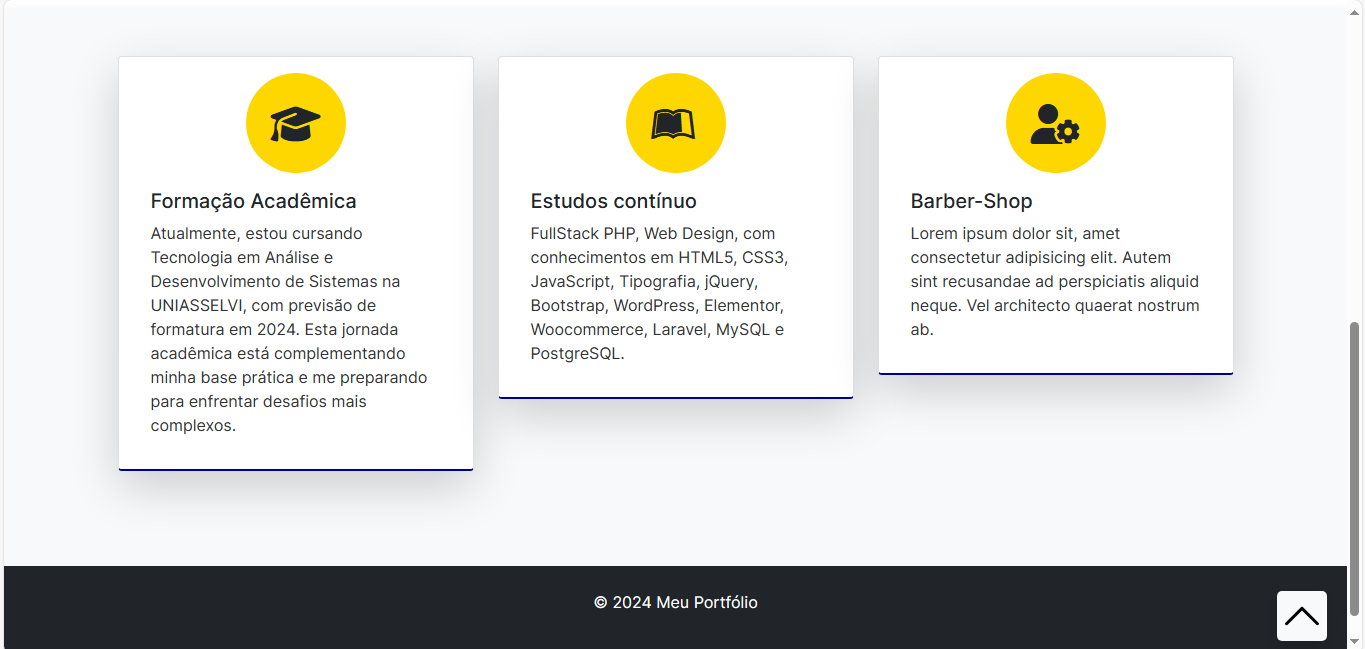 Formação Acadêmica
Atualmente, estou cursando
Tecnologia em Análise e
Desenvolvimento de Sistemas na
UNIASSELVI, com previsão de
formatura em 2024. Esta jornada
acadêmica está complementando
minha base prática e me preparando
para enfrentar desafios mais
complexos.
Estudos contínuo
FullStack PHP, Web Design, com
conhecimentos em HTML5, CSS3,
JavaScript, Tipografia, jQuery,
Bootstrap, WordPress, Elementor,
Woocommerce, Laravel, MySQL e
PostgreSQL.
Barber-Shop
Lorem ipsum dolor sit, amet
consectetur adipisicing elit. Autem
sint recusandae ad perspiciatis aliquid
neque. Vel architecto quaerat nostrum
ab.
© 2024 Meu Portfólio